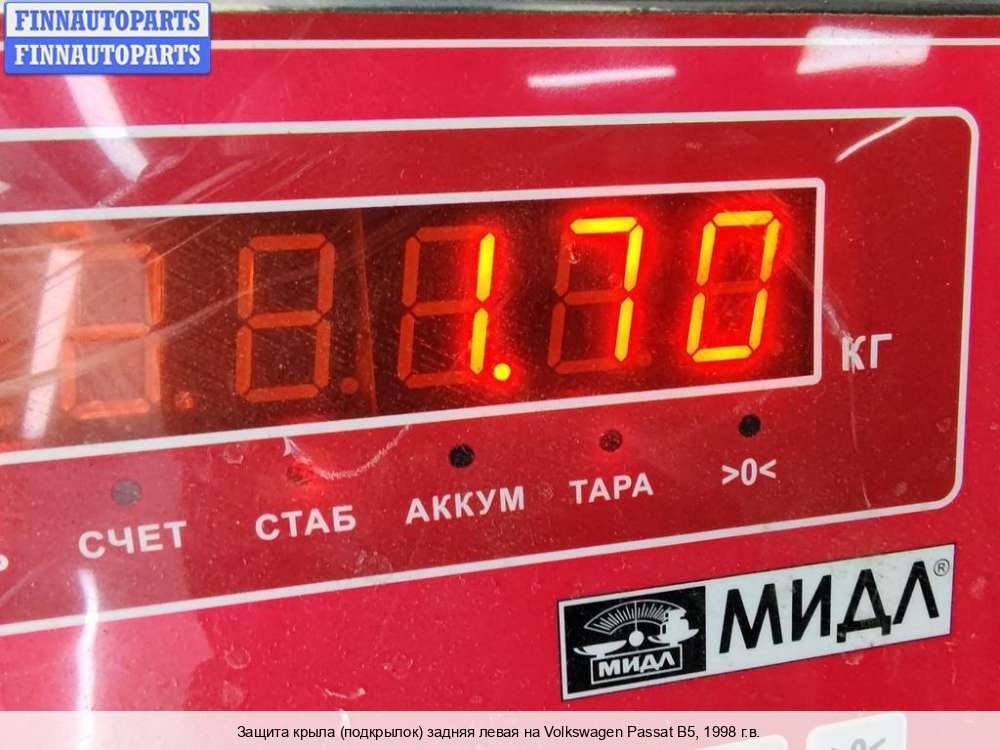 FINNAUTOPARTS
FINNAUTOPARTS
1.70
КГ
СЧЕТ СТАБ АККУМ ТАРА >0<
МИДЛ®
МИДЛ
>0<
Защита крыла (подкрылок) задняя левая на Volkswagen Passat B5, 1998 г.в.